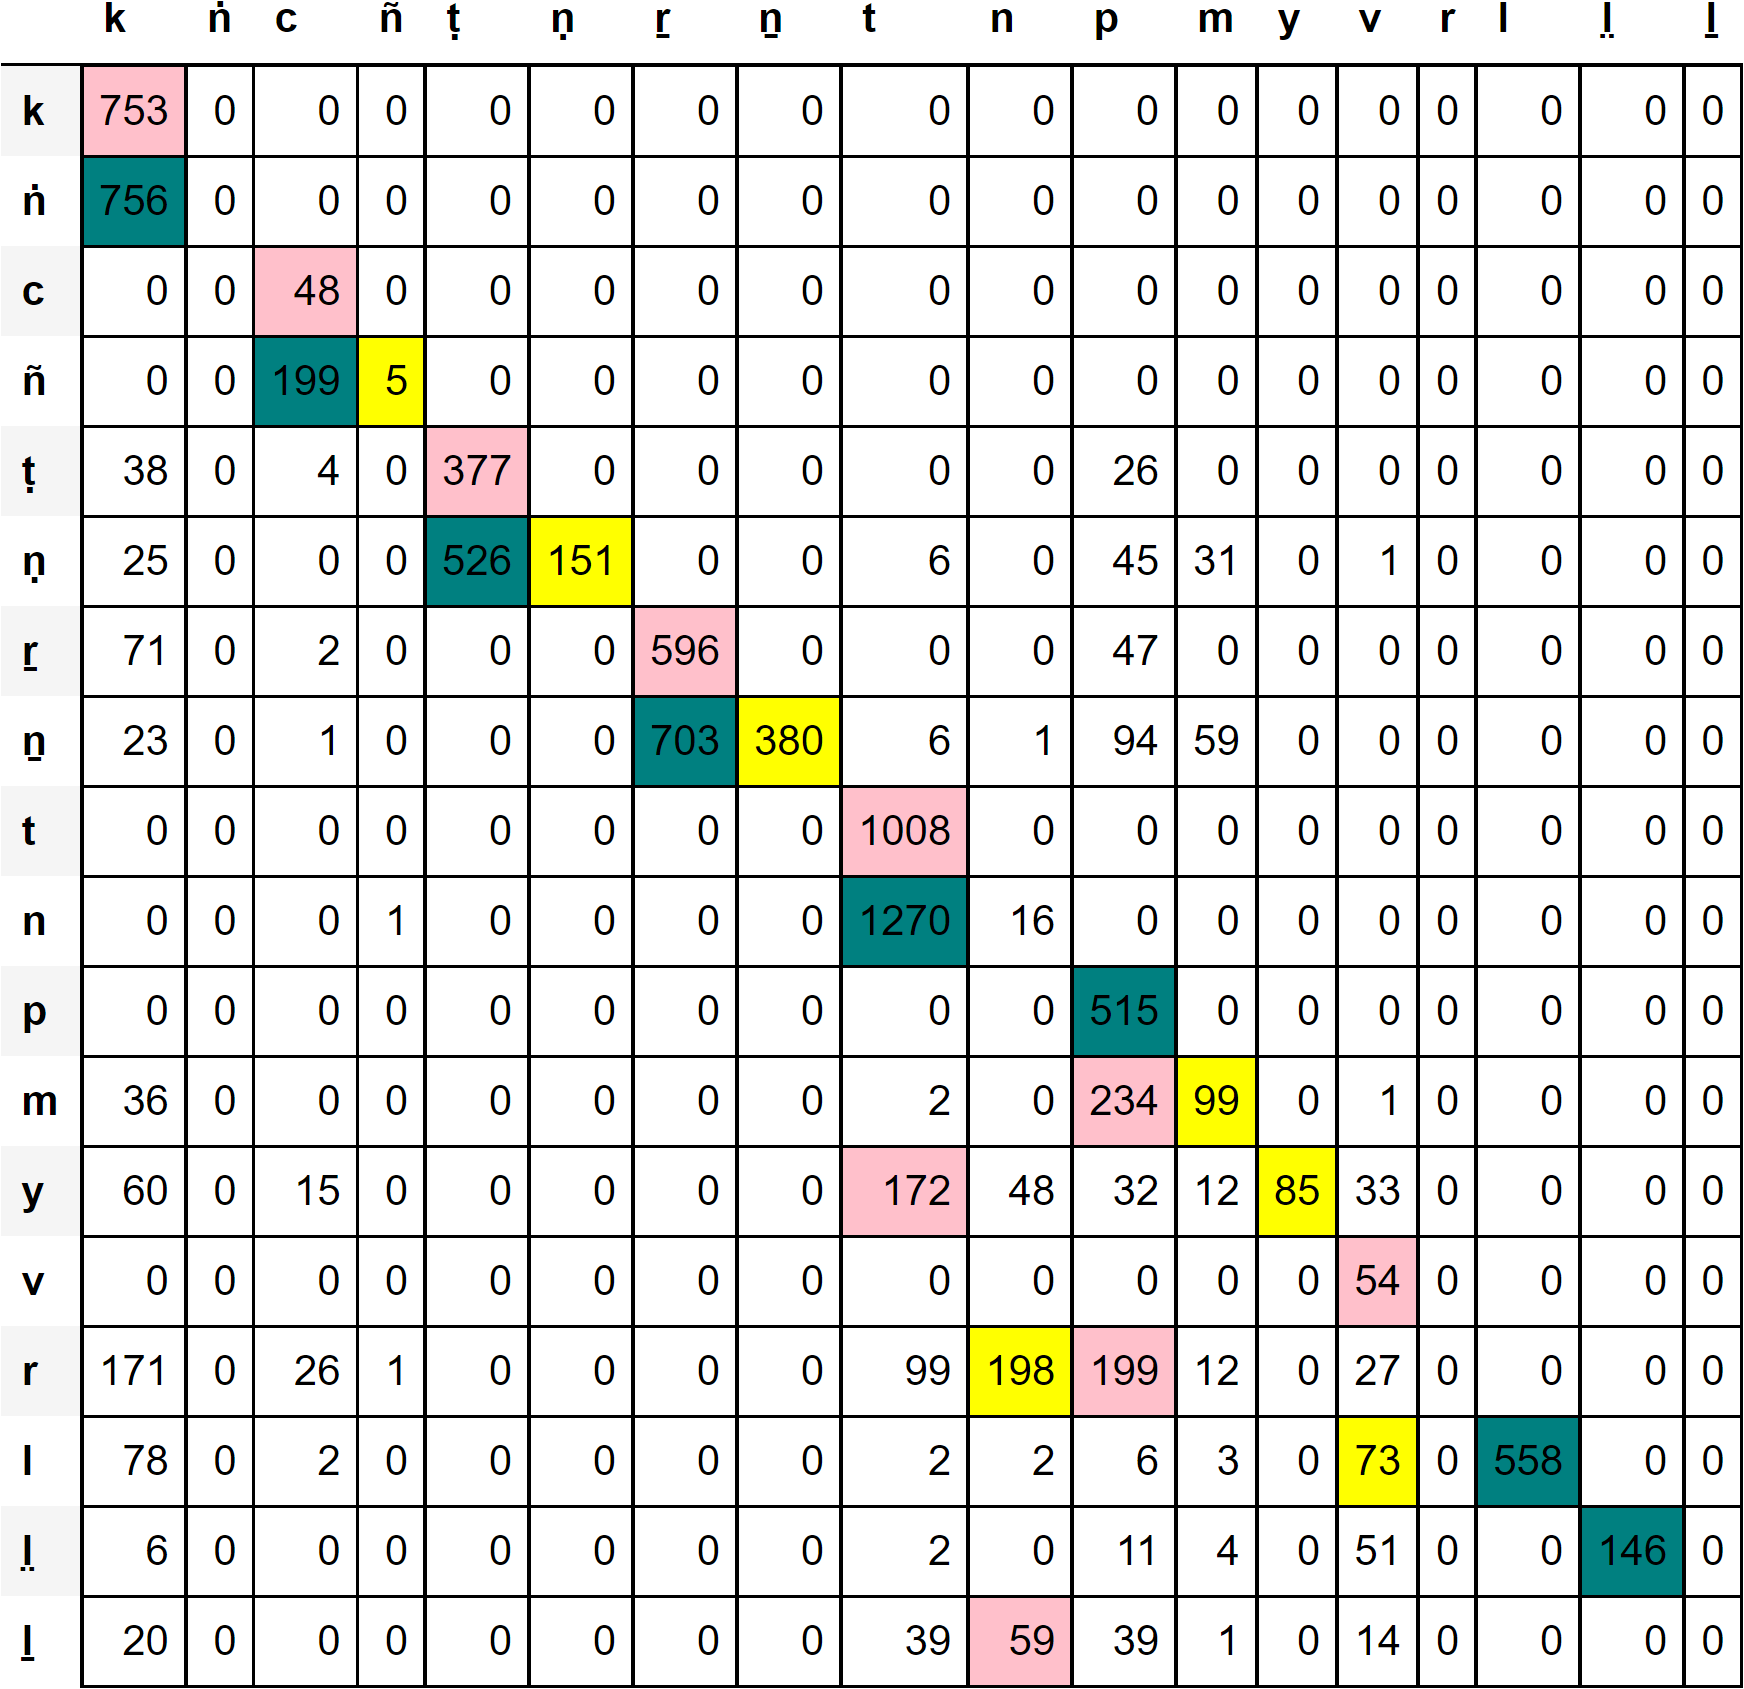 k ṅ c ñ ṭ ṇ ṟ ṉ t n p m y v r l l̤ ḻ
k 753 0 0 0 0 0 0 0 0 0 0 0 0 0 0 0 0 0
ṅ 756 0 0 0 0 0 0 0 0 0 0 0 0 0 0 0 0 0
c 0 0 48 0 0 0 0 0 0 0 0 0 0 0 0 0 0 0
ñ 0 0 199 5 0 0 0 0 0 0 0 0 0 0 0 0 0 0
ṭ 38 0 4 0 377 0 0 0 0 0 26 0 0 0 0 0 0 0
ṇ 25 0 0 0 526 151 0 0 6 0 45 31 0 1 0 0 0 0
ṟ 71 0 2 0 0 0 596 0 0 0 47 0 0 0 0 0 0 0
ṉ 23 0 1 0 0 0 703 380 6 1 94 59 0 0 0 0 0 0
t 0 0 0 0 0 0 0 0 1008 0 0 0 0 0 0 0 0 0
n 0 0 0 1 0 0 0 0 1270 16 0 0 0 0 0 0 0 0
p 0 0 0 0 0 0 0 0 0 0 515 0 0 0 0 0 0 0
m 36 0 0 0 0 0 0 0 2 0 234 99 0 1 0 0 0 0
y 60 0 15 0 0 0 0 0 172 48 32 12 85 33 0 0 0 0
v 0 0 0 0 0 0 0 0 0 0 0 0 0 54 0 0 0 0
r 171 0 26 1 0 0 0 0 99 198 199 12 0 27 0 0 0 0
l 78 0 2 0 0 0 0 0 2 2 6 3 0 73 0 558 0 0
l̤ 6 0 0 0 0 0 0 0 2 0 11 4 0 51 0 0 146 0
ḻ 20 0 0 0 0 0 0 0 39 59 39 1 0 14 0 0 0 0